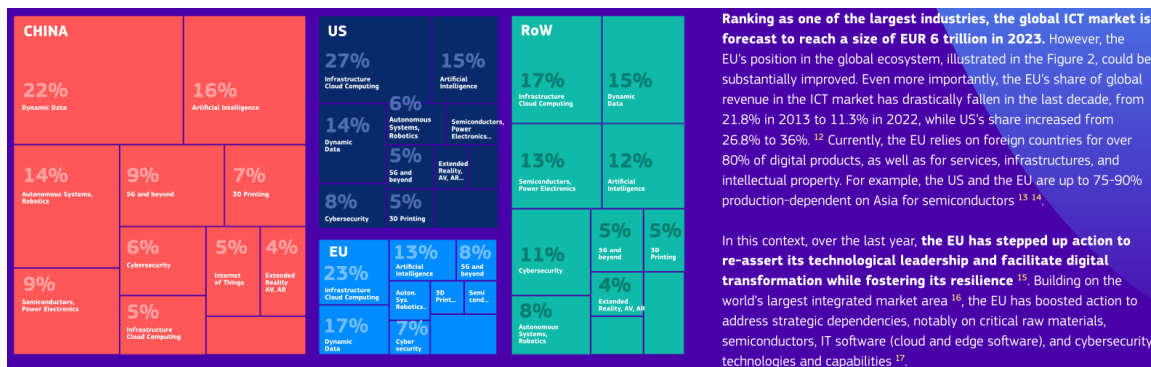 CHINA
22%
Dynamic Data
16%
Artificial Intelligence
14%
Autonomous Systems,
Robotics
9%
5G and beyond
7%
3D Printing
6%
Cybersecurity
5%
Internet
of Things
4%
Extended
Reality
AV, AR
9%
Semiconductors,
Power Electronics
5%
Infrastructure
Cloud Computing
US
27%
Infrastructure
Cloud Computing
15%
Artificial
Intelligence
6%
Autonomous
Systems,
Robotics
Semiconductors,
Power
Electronics...
14%
Dynamic
Data
5%
5G and
beyond
Extended
Reality,
AV, AR...
8%
Cybersecurity
5%
3D Printing
EU
23%
Infrastructure
Cloud Computing
13%
Artificial
Intelligence
8%
5G and
beyond
Auton.
Sys.
Robotics..
3D
Print...
Semi
cond...
17%
Dynamic
Data
7%
Cyber
security
RoW
17%
Infrastructure
Cloud Computing
15%
Dynamic
Data
13%
Semiconductors,
Power Electronics
12%
Artificial
Intelligence
11%
Cybersecurity
5%
5G and
beyond
5%
3D
Printing
4%
Extended
Reality, AV, AR
8%
Autonomous
Systems,
Robotics
Ranking as one of the largest industries, the global ICT market is
forecast to reach a size of EUR 6 trillion in 2023. However, the
EU's position in the global ecosystem, illustrated in the Figure 2, could be
substantially improved. Even more importantly, the EU's share of global
revenue in the ICT market has drastically fallen in the last decade, from
21.8% in 2013 to 11.3% in 2022, while US's share increased from
26.8% to 36%. 12 Currently, the EU relies on foreign countries for over
80% of digital products, as well as for services, infrastructures, and
intellectual property. For example, the US and the EU are up to 75-90%
production-dependent on Asia for semiconductors 13 14.
In this context, over the last year, the EU has stepped up action to
re-assert its technological leadership and facilitate digital
transformation while fostering its resilience 15. Building on the
world's largest integrated market area 16, the EU has boosted action to
address strategic dependencies, notably on critical raw materials,
semiconductors, IT software (cloud and edge software), and cybersecurity
technologies and capabilities 17.